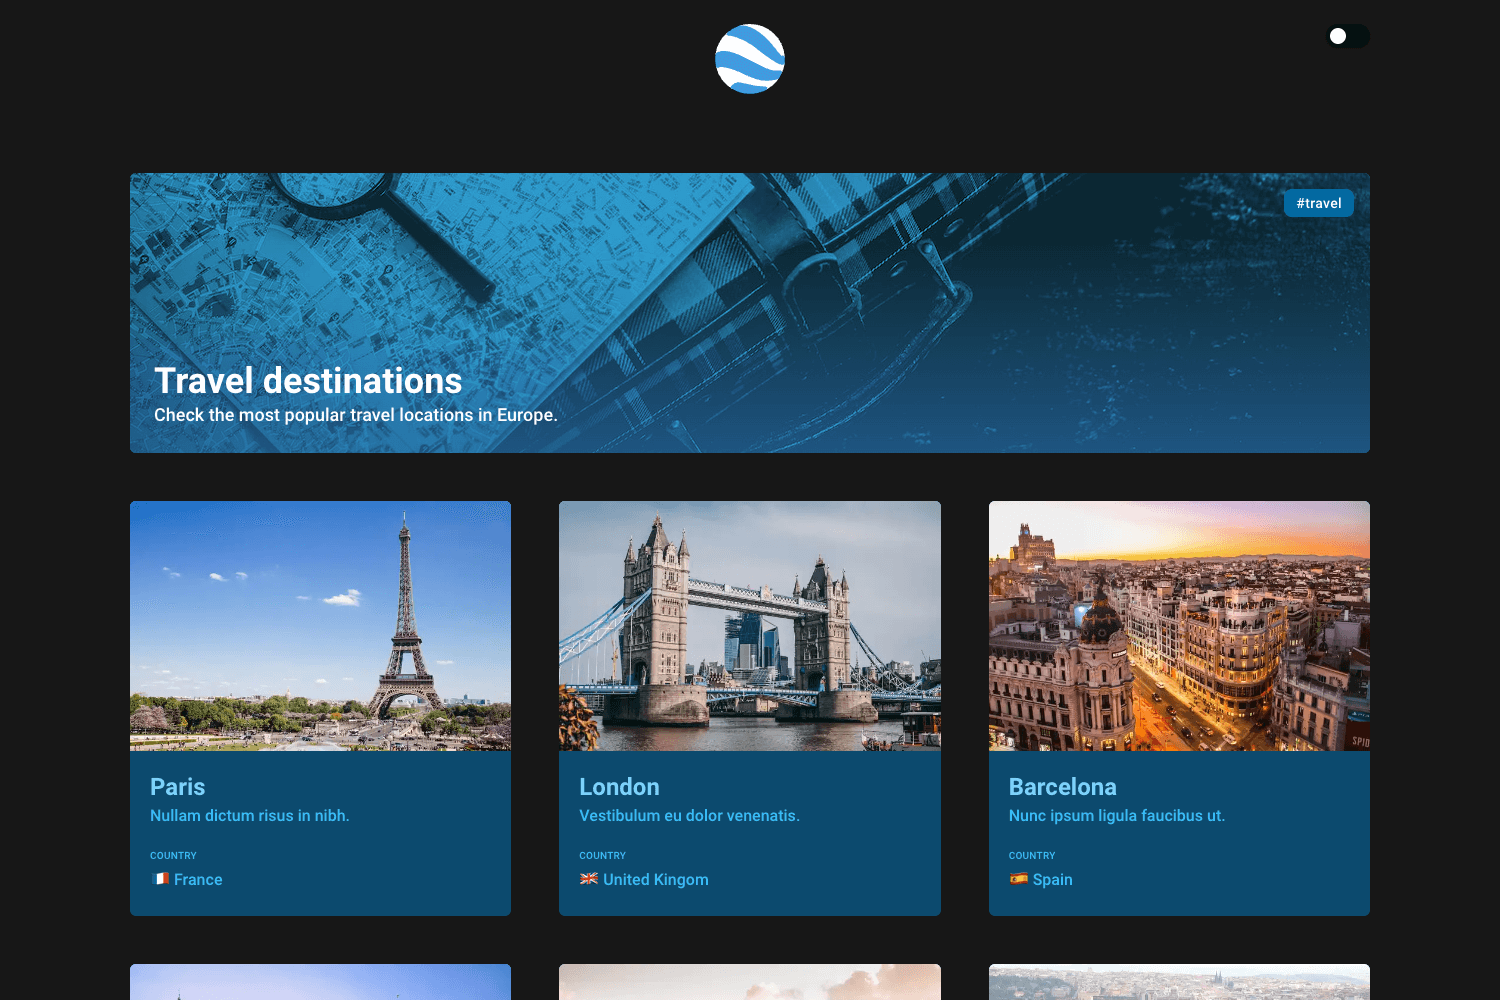 #travel
Travel destinations
Check the most popular travel locations in Europe.
Paris
Nullam dictum risus in nibh.
COUNTRY
🇫🇷 France
London
Vestibulum eu dolor venenatis.
COUNTRY
🇬🇧 United Kingom
Barcelona
Nunc ipsum ligula faucibus ut.
COUNTRY
🇪🇸 Spain